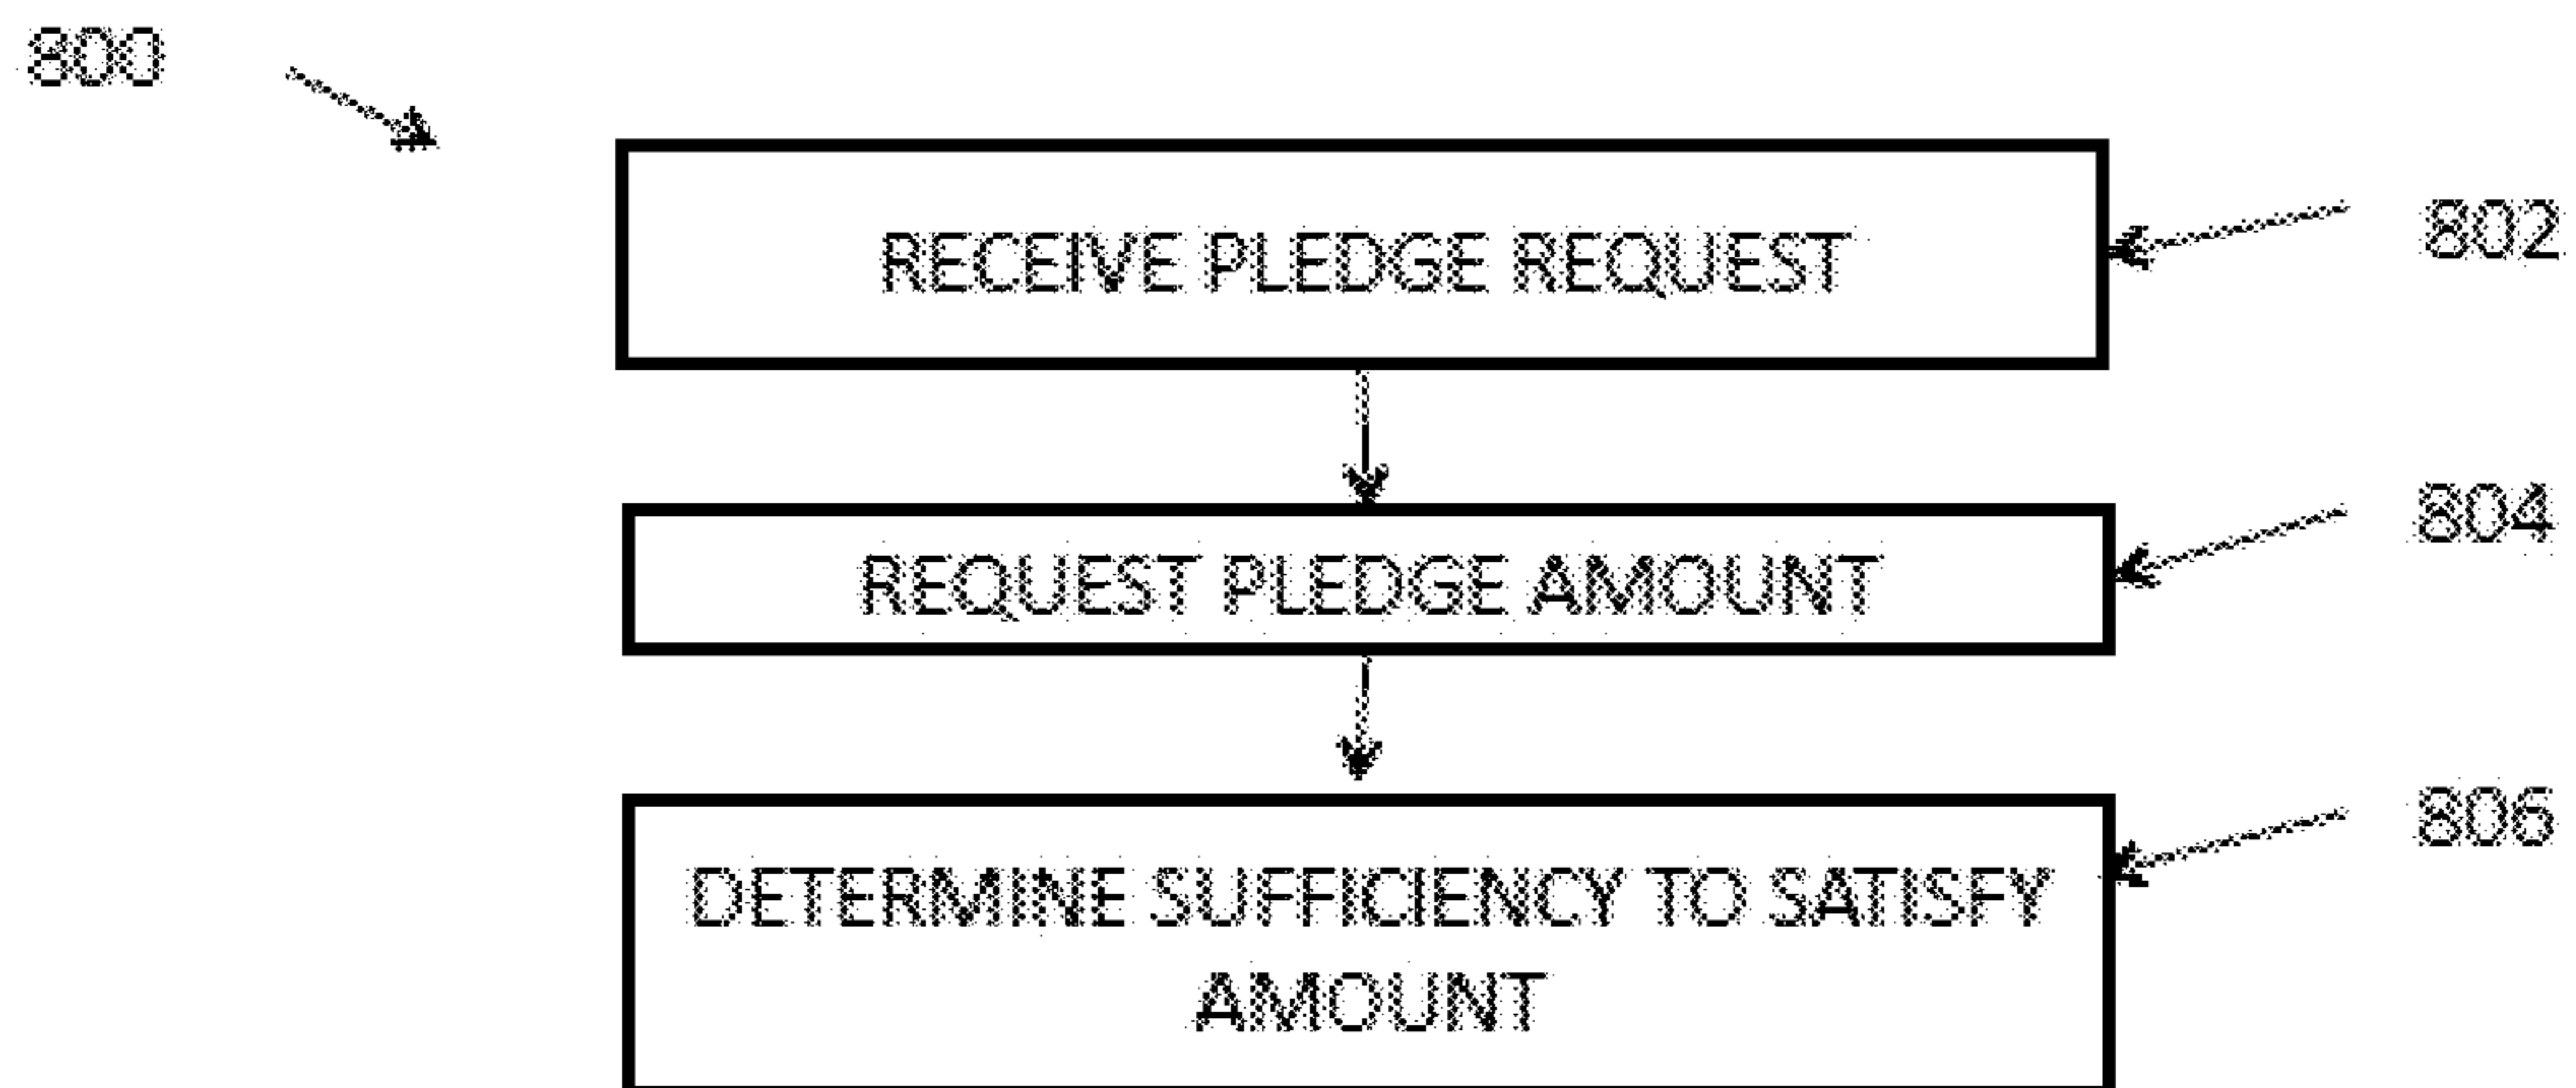 800
RECEIVE PLEDGE REQUEST
802
REQUEST PLEDGE AMOUNT
804
DETERMINE SUFFICIENCY TO SATISFY
AMOUNT
806